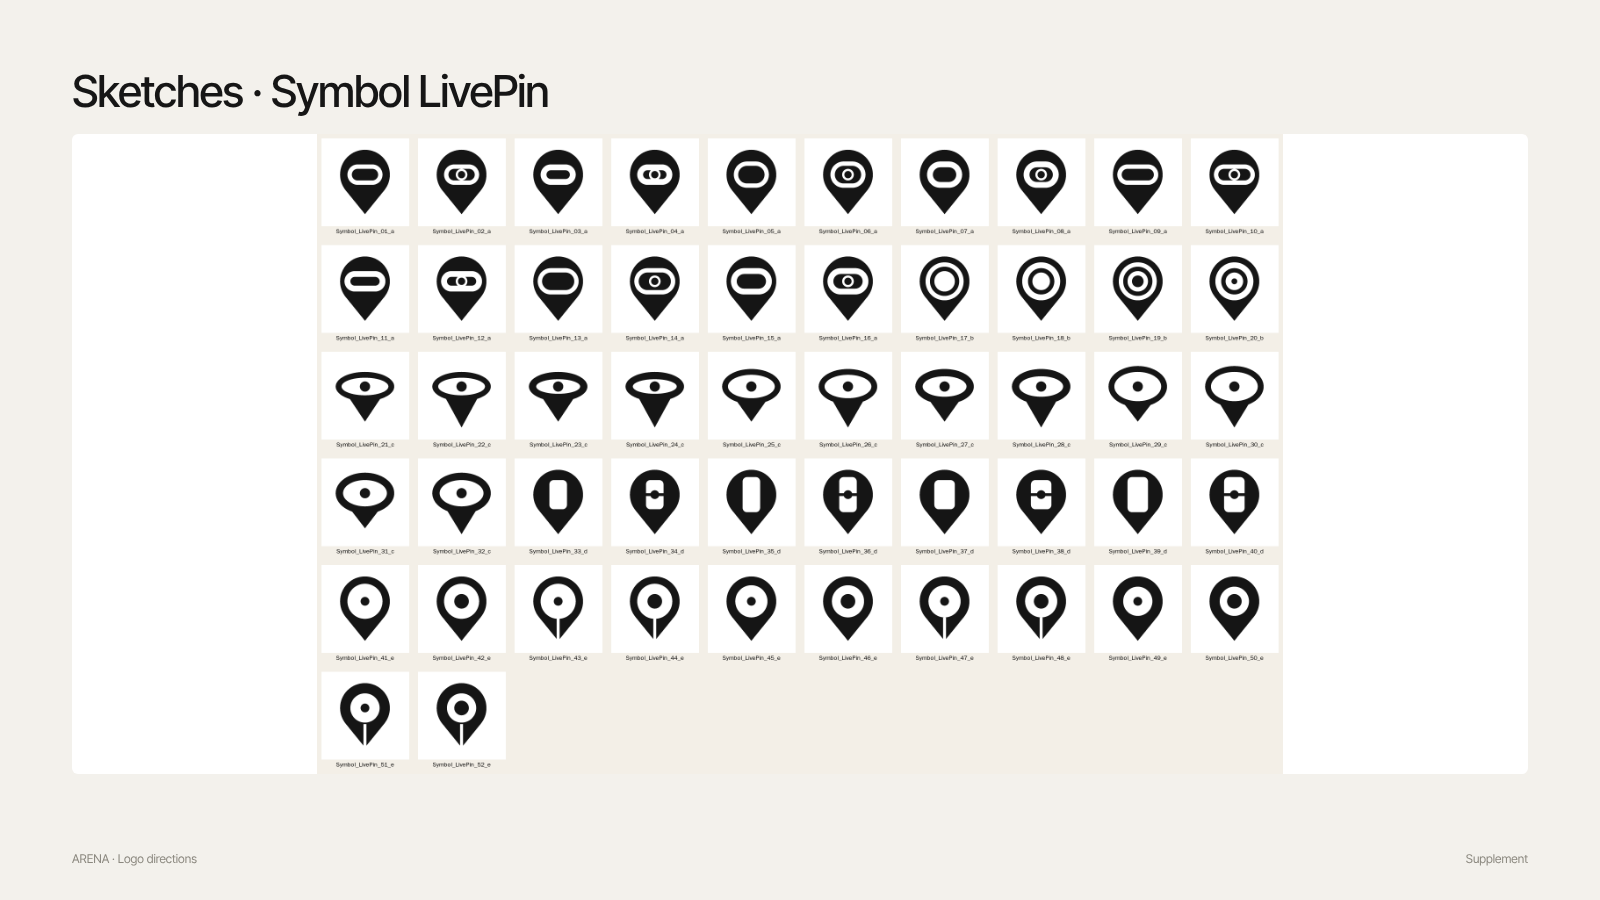 Sketches · Symbol LivePin
Symbol_LivePin_01_a Symbol_LivePin_02_a Symbol_LivePin_03_a Symbol_LivePin_04_a Symbol_LivePin_05_a Symbol_LivePin_06_a Symbol_LivePin_07_a Symbol_LivePin_08_a Symbol_LivePin_09_a Symbol_LivePin_10_a
Symbol_LivePin_11_a Symbol_LivePin_12_a Symbol_LivePin_13_a Symbol_LivePin_14_a Symbol_LivePin_15_a Symbol_LivePin_16_a Symbol_LivePin_17_b Symbol_LivePin_18_b Symbol_LivePin_19_b Symbol_LivePin_20_b
Symbol_LivePin_21_c Symbol_LivePin_22_c Symbol_LivePin_23_c Symbol_LivePin_24_c Symbol_LivePin_25_c Symbol_LivePin_26_c Symbol_LivePin_27_c Symbol_LivePin_28_c Symbol_LivePin_29_c Symbol_LivePin_30_c
Symbol_LivePin_31_c Symbol_LivePin_32_c Symbol_LivePin_33_d Symbol_LivePin_34_d Symbol_LivePin_35_d Symbol_LivePin_36_d Symbol_LivePin_37_d Symbol_LivePin_38_d Symbol_LivePin_39_d Symbol_LivePin_40_d
Symbol_LivePin_41_e Symbol_LivePin_42_e Symbol_LivePin_43_e Symbol_LivePin_44_e Symbol_LivePin_45_e Symbol_LivePin_46_e Symbol_LivePin_47_e Symbol_LivePin_48_e Symbol_LivePin_49_e Symbol_LivePin_50_e
Symbol_LivePin_51_e Symbol_LivePin_52_e
ARENA · Logo directions
Supplement